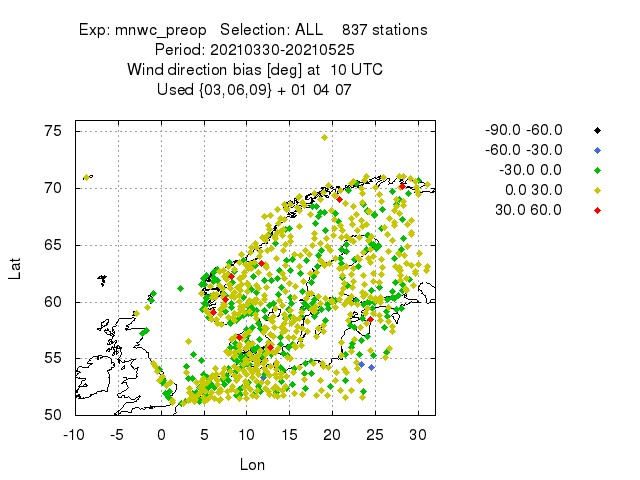 Exp: mnwc_preop Selection: ALL 837 stations
Period: 20210330-20210525
Wind direction bias [deg] at 10 UTC
Used {03,06,09} + 01 04 07
-90.0 -60.0
-60.0 -30.0
-30.0 0.0
0.0 30.0
30.0 60.0
75
70
65
60
55
50
Lat
-10 -5 0 5 10 15 20 25 30
Lon